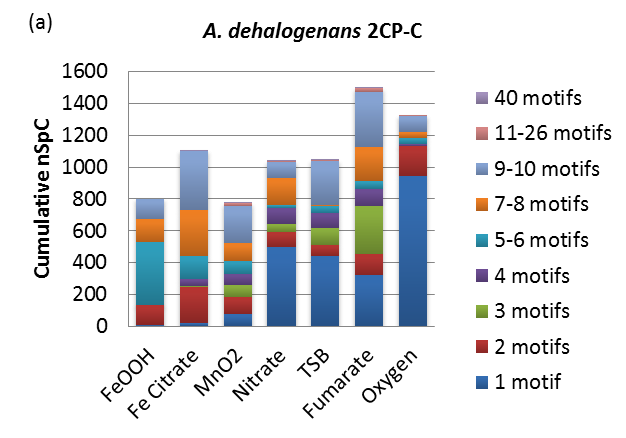 (a)
A. dehalogenans 2CP-C
Cumulative nSpC
1600
1400
1200
1000
800
600
400
200
0
FeOOH
Fe Citrate
MnO2
Nitrate
TSB
Fumarate
Oxygen
40 motifs
11-26 motifs
9-10 motifs
7-8 motifs
5-6 motifs
4 motifs
3 motifs
2 motifs
1 motif